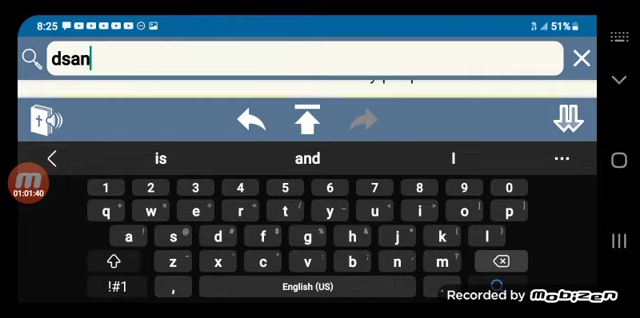 8:25 51%
dsan
is and I
1 2 3 4 5 6 7 8 9 0
q w e r t y u i o p
a s d f g h j k l
01:01:40
z x c v b n m
!#1 , English (US)
Recorded by MOBIZEN